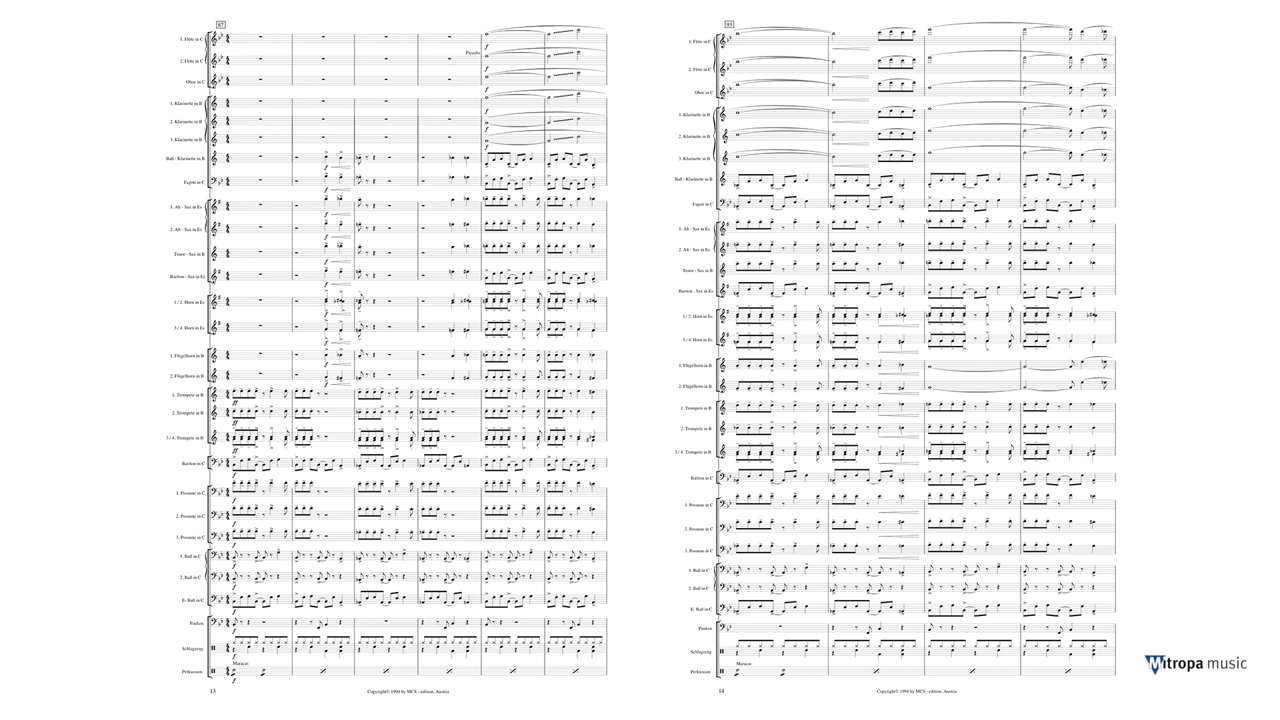 87
1. Flöte in C
Piccolo
2. Flöte in C
Oboe in C
1. Klarinette in B
2. Klarinette in B
3. Klarinette in B
Baß - Klarinette in B
Fagott in C
1. Alt - Sax in Es
2. Alt - Sax in Es
Tenor - Sax in B
Bariton - Sax in Es
1 / 2. Horn in Es
3 / 4. Horn in Es
1. Flügelhorn in B
2. Flügelhorn in B
1. Trompete in B
2. Trompete in B
3 / 4. Trompete in B
Bariton in C
1. Posaune in C
2. Posaune in C
3. Posaune in C
1. Baß in C
2. Baß in C
Es Baß in C
Pauken
Schlagzeug
Maracas
Perkussion
13
Copyright© 1994 by MCS - edition, Austria
93
1. Flöte in C
2. Flöte in C
Oboe in C
1. Klarinette in B
2. Klarinette in B
3. Klarinette in B
Baß - Klarinette in B
Fagott in C
1. Alt - Sax in Es
2. Alt - Sax in Es
Tenor - Sax in B
Bariton - Sax in Es
1 / 2. Horn in Es
3 / 4. Horn in Es
1. Flügelhorn in B
2. Flügelhorn in B
1. Trompete in B
2. Trompete in B
3 / 4. Trompete in B
Bariton in C
1. Posaune in C
2. Posaune in C
3. Posaune in C
1. Baß in C
2. Baß in C
Es Baß in C
Pauken
Schlagzeug
Maracas
Perkussion
14
Copyright© 1994 by MCS - edition, Austria
Mitropa music